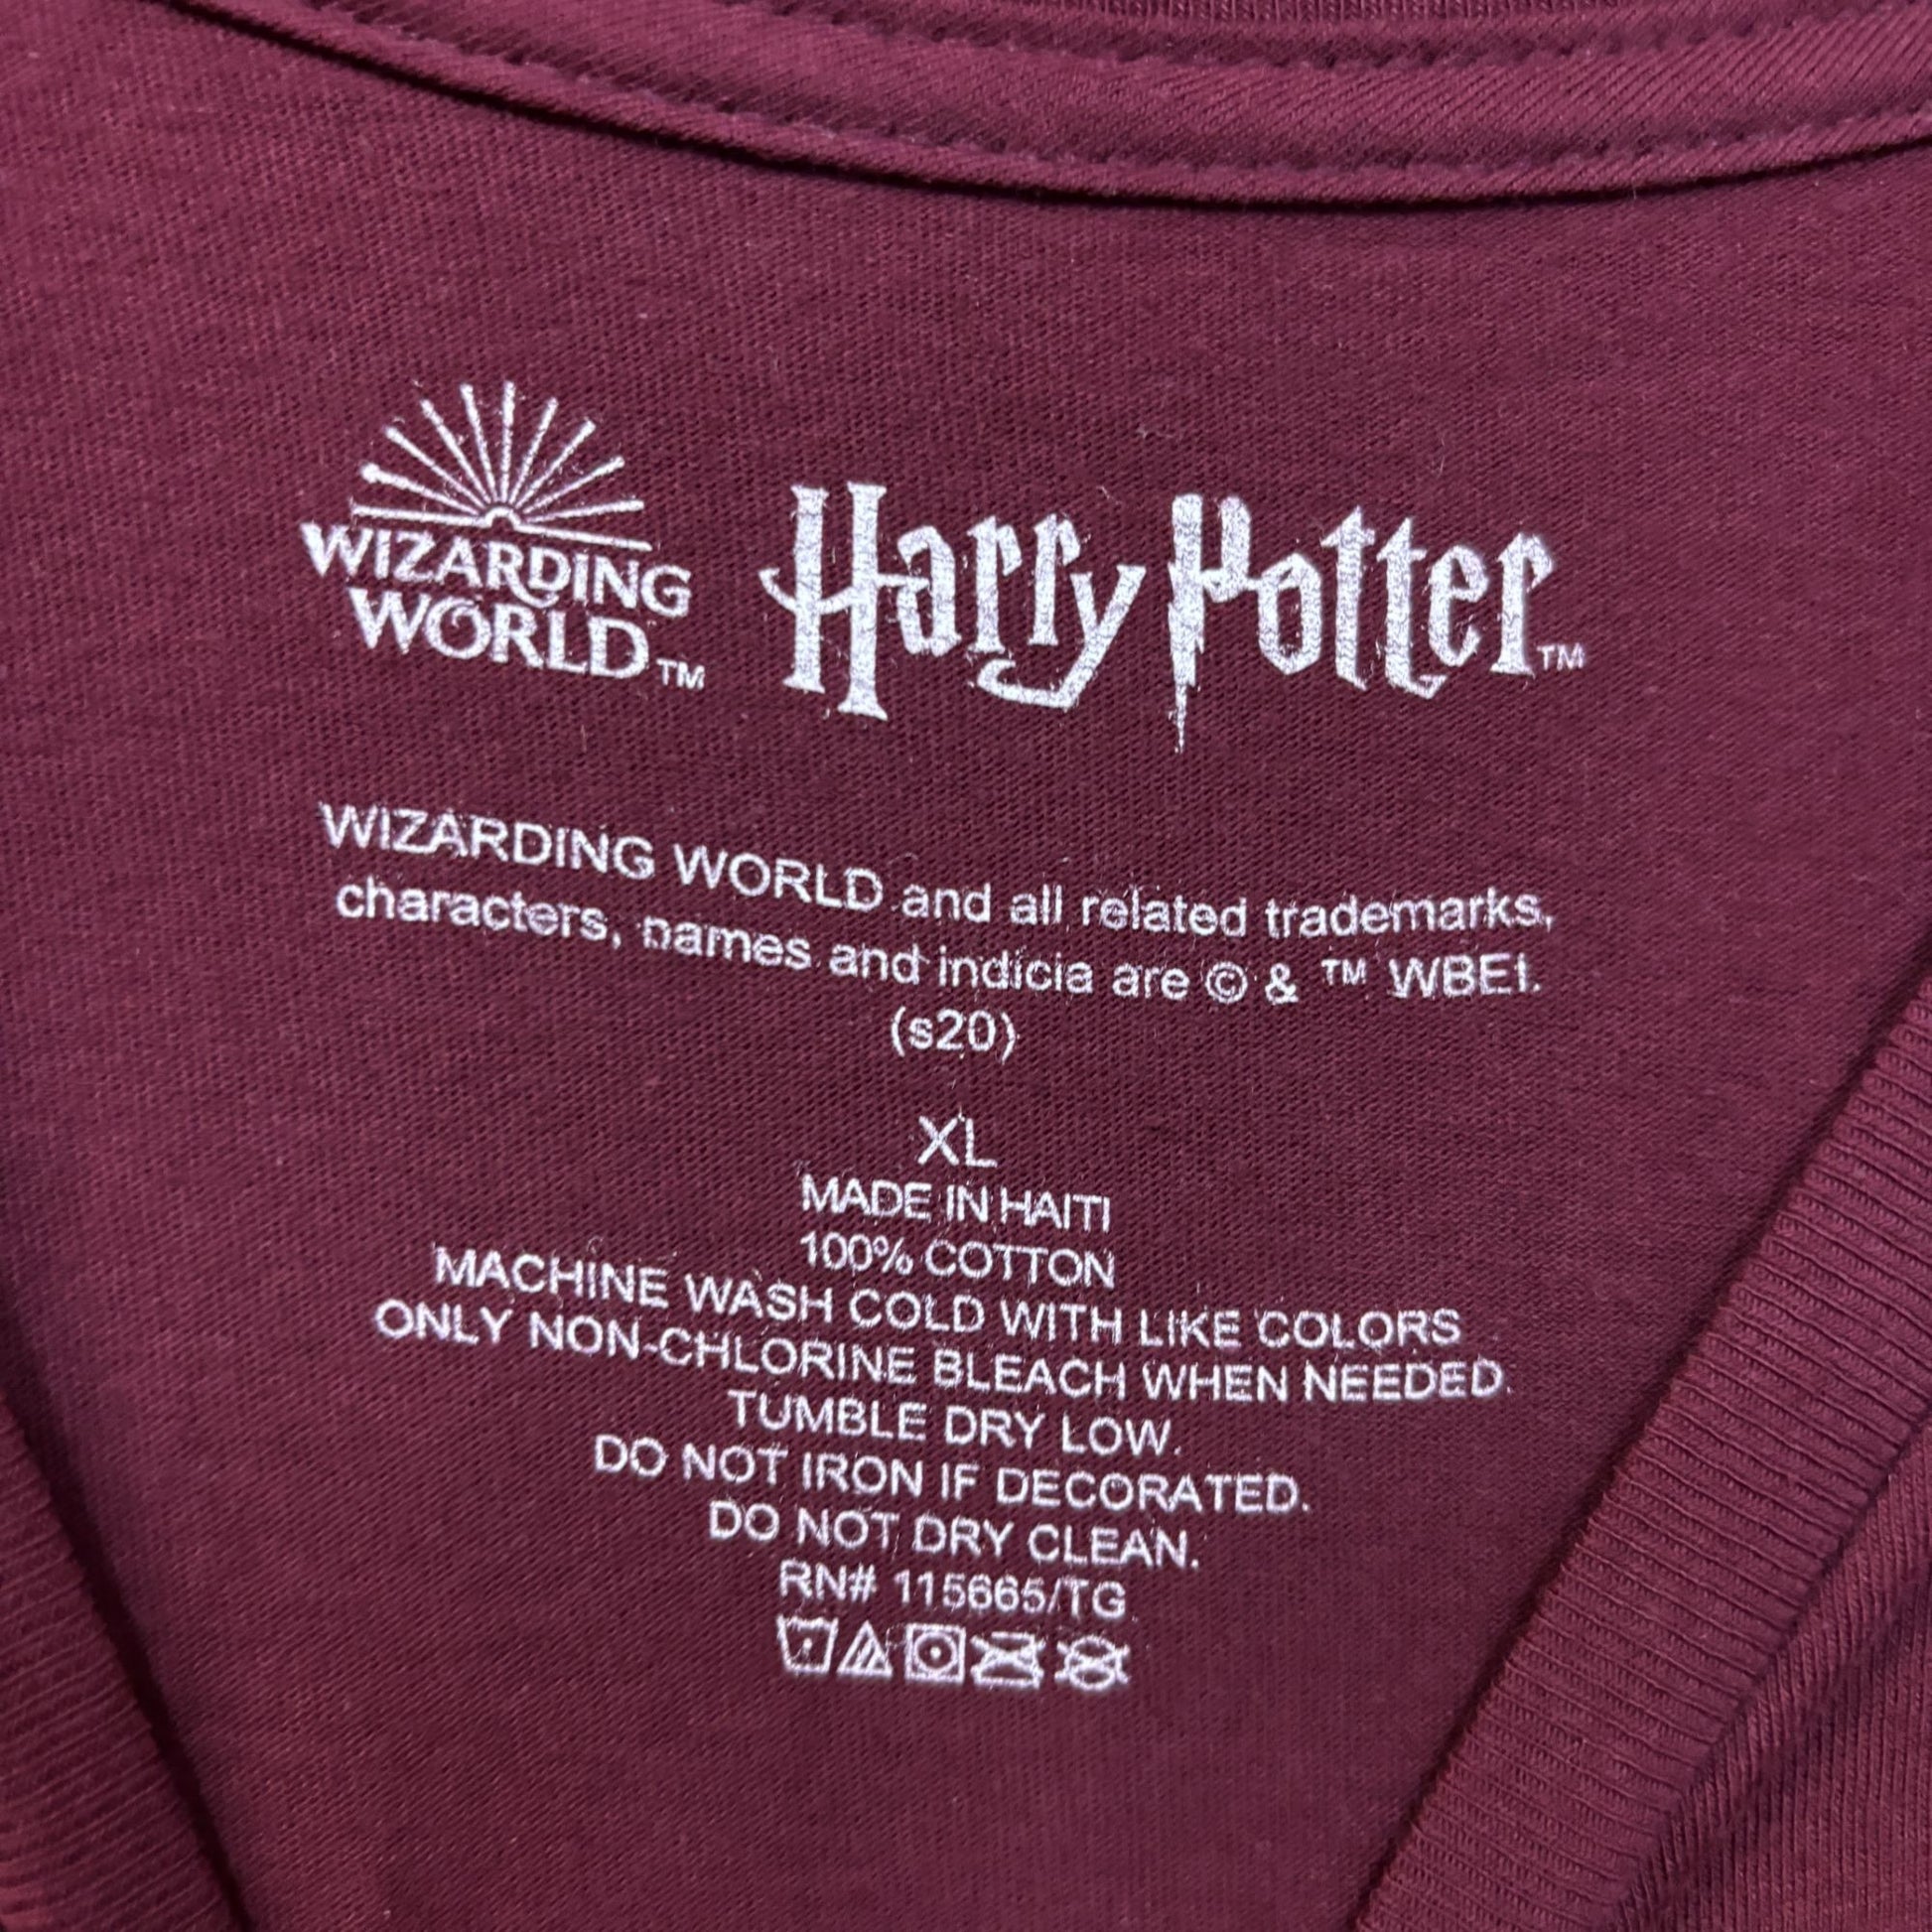 WIZARDING
WORLD™
Harry Potter™
WIZARDING WORLD and all related trademarks,
characters, names and indicia are © & ™ WBEI.
(s20)
XL
MADE IN HAITI
100% COTTON
MACHINE WASH COLD WITH LIKE COLORS
ONLY NON-CHLORINE BLEACH WHEN NEEDED.
TUMBLE DRY LOW.
DO NOT IRON IF DECORATED.
DO NOT DRY CLEAN.
RN# 115665/TG